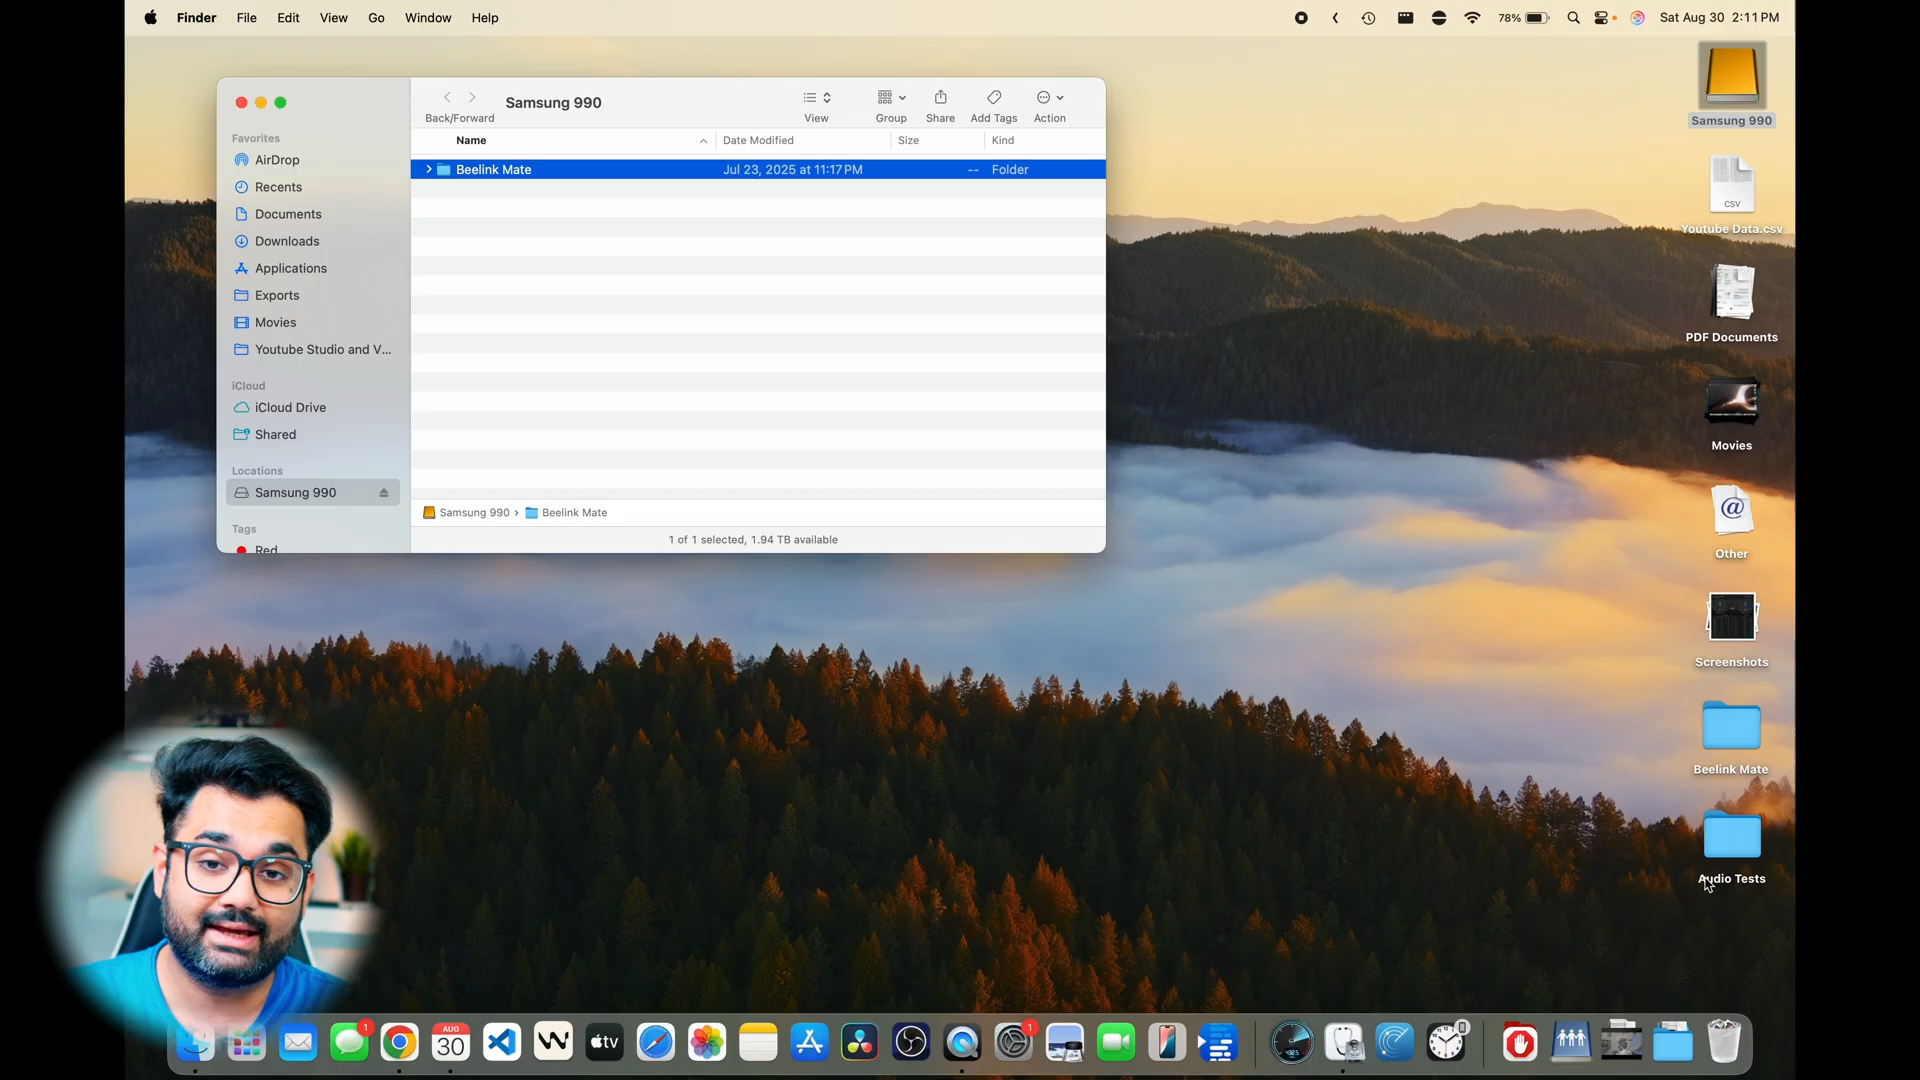 Finder File Edit View Go Window Help
78% Sat Aug 30 2:11 PM
Samsung 990
Back/Forward
View
Group
Share
Add Tags
Action
Favorites
AirDrop
Recents
Documents
Downloads
Applications
Exports
Movies
Youtube Studio and V...
iCloud
iCloud Drive
Shared
Locations
Samsung 990
Tags
Red
Name Date Modified Size Kind
Beelink Mate Jul 23, 2025 at 11:17 PM -- Folder
Samsung 990 › Beelink Mate
1 of 1 selected, 1.94 TB available
Samsung 990
CSV
Youtube Data.csv
PDF Documents
Movies
@
Other
Screenshots
Beelink Mate
Audio Tests
1
AUG
30
tv
1